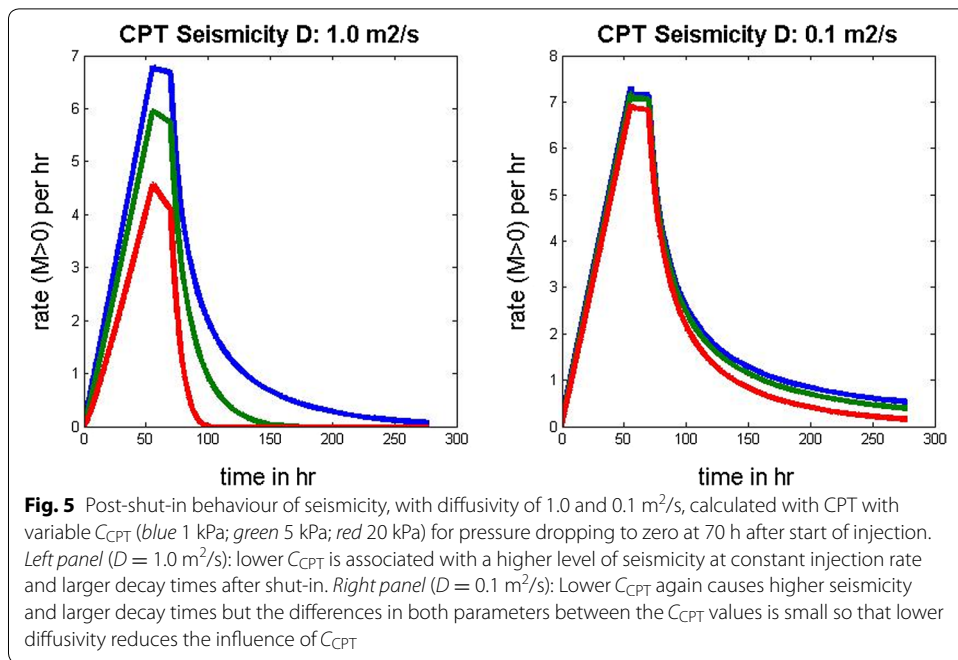 CPT Seismicity D: 1.0 m2/s
7
6
5
4
3
2
1
0
rate (M>0) per hr
0 50 100 150 200 250 300
time in hr
CPT Seismicity D: 0.1 m2/s
8
7
6
5
4
3
2
1
0
rate (M>0) per hr
0 50 100 150 200 250 300
time in hr
Fig. 5 Post-shut-in behaviour of seismicity, with diffusivity of 1.0 and 0.1 m²/s, calculated with CPT with
variable C_CPT (blue 1 kPa; green 5 kPa; red 20 kPa) for pressure dropping to zero at 70 h after start of injection.
Left panel (D = 1.0 m²/s): lower C_CPT is associated with a higher level of seismicity at constant injection rate
and larger decay times after shut-in. Right panel (D = 0.1 m²/s): Lower C_CPT again causes higher seismicity
and larger decay times but the differences in both parameters between the C_CPT values is small so that lower
diffusivity reduces the influence of C_CPT